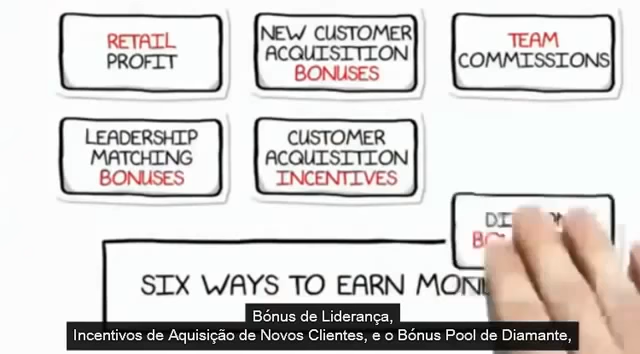 RETAIL
PROFIT
NEW CUSTOMER
ACQUISITION
BONUSES
TEAM
COMMISSIONS
LEADERSHIP
MATCHING
BONUSES
CUSTOMER
ACQUISITION
INCENTIVES
SIX WAYS TO EARN
Bónus de Liderança,
Incentivos de Aquisição de Novos Clientes, e o Bónus Pool de Diamante,